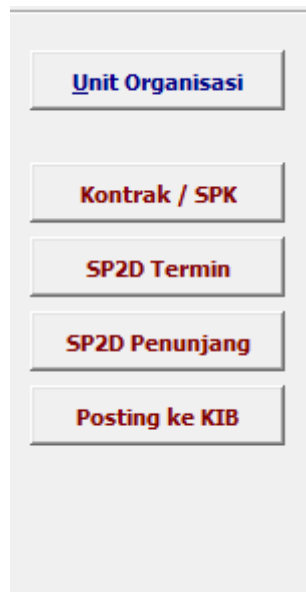 Unit Organisasi
Kontrak / SPK
SP2D Termin
SP2D Penunjang
Posting ke KIB